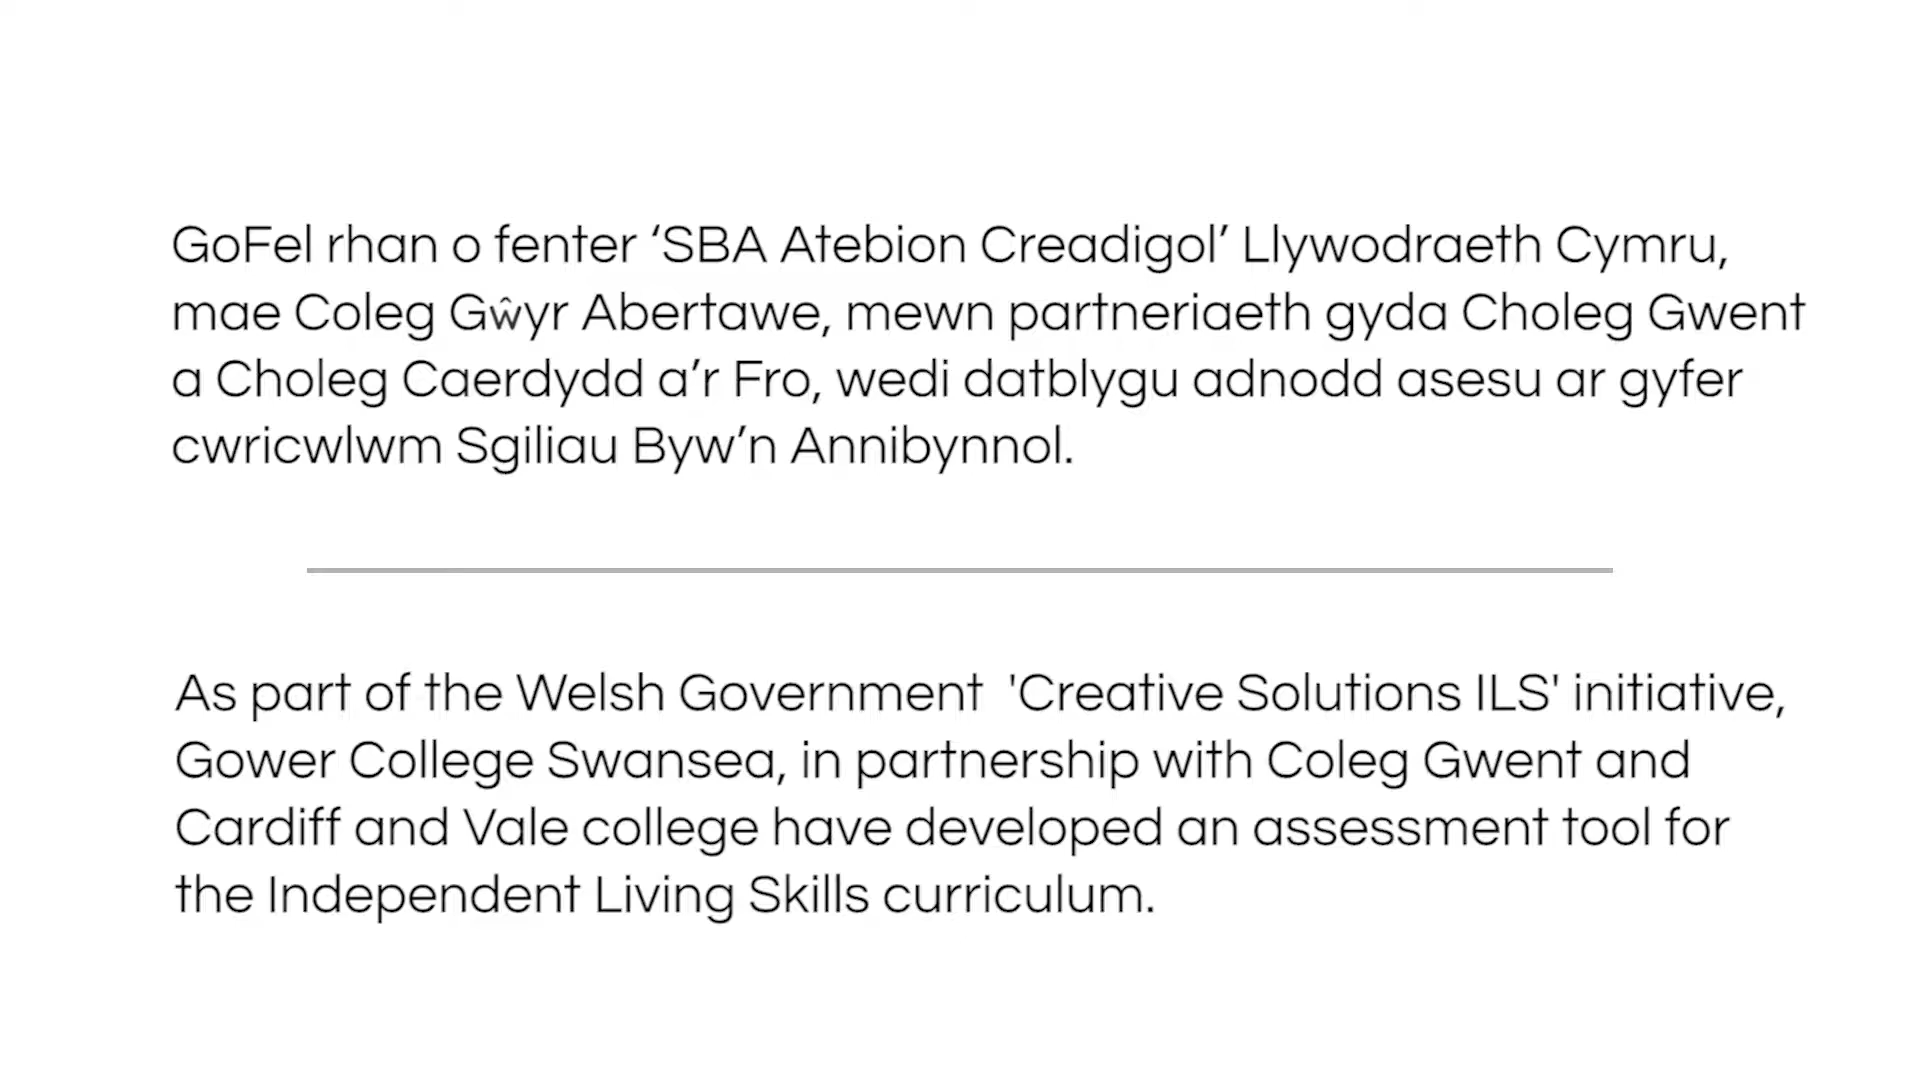 GoFel rhan o fenter ‘SBA Atebion Creadigol’ Llywodraeth Cymru,
mae Coleg Gŵyr Abertawe, mewn partneriaeth gyda Choleg Gwent
a Choleg Caerdydd a’r Fro, wedi datblygu adnodd asesu ar gyfer
cwricwlwm Sgiliau Byw’n Annibynnol.
As part of the Welsh Government  'Creative Solutions ILS' initiative,
Gower College Swansea, in partnership with Coleg Gwent and
Cardiff and Vale college have developed an assessment tool for
the Independent Living Skills curriculum.